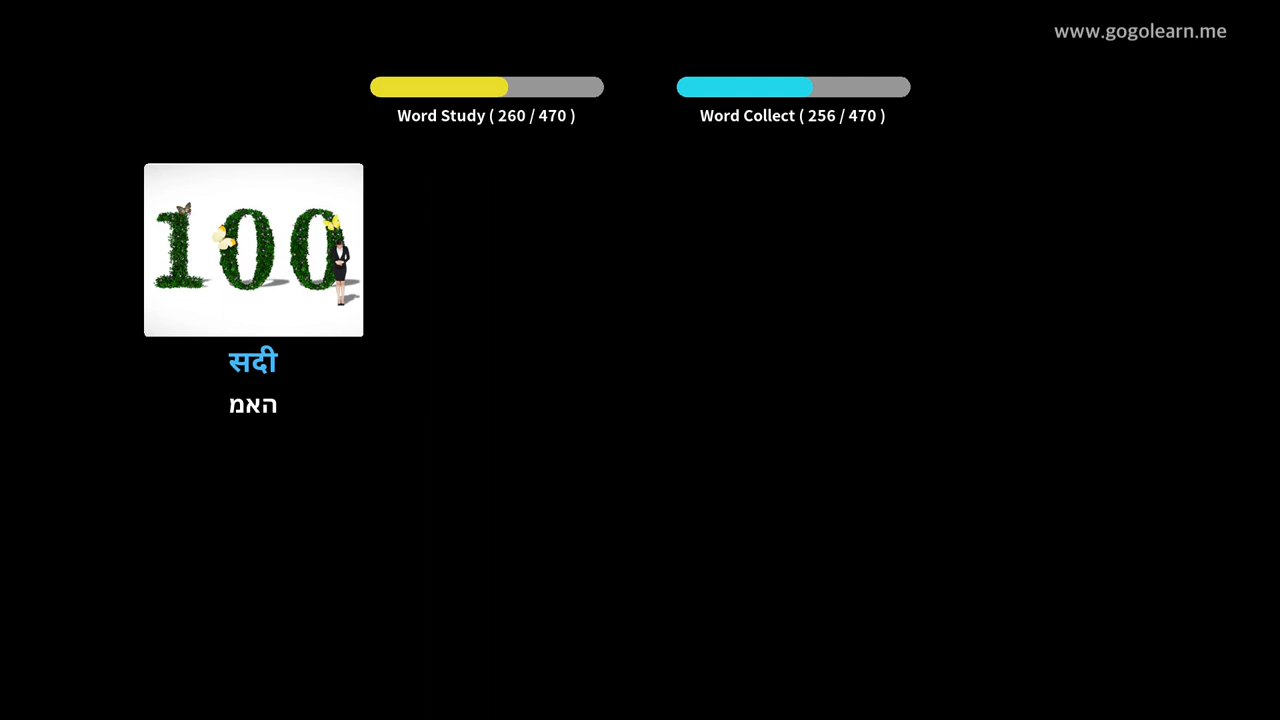 www.gogolearn.me
Word Study ( 260 / 470 )
Word Collect ( 256 / 470 )
100
सदी
האמ